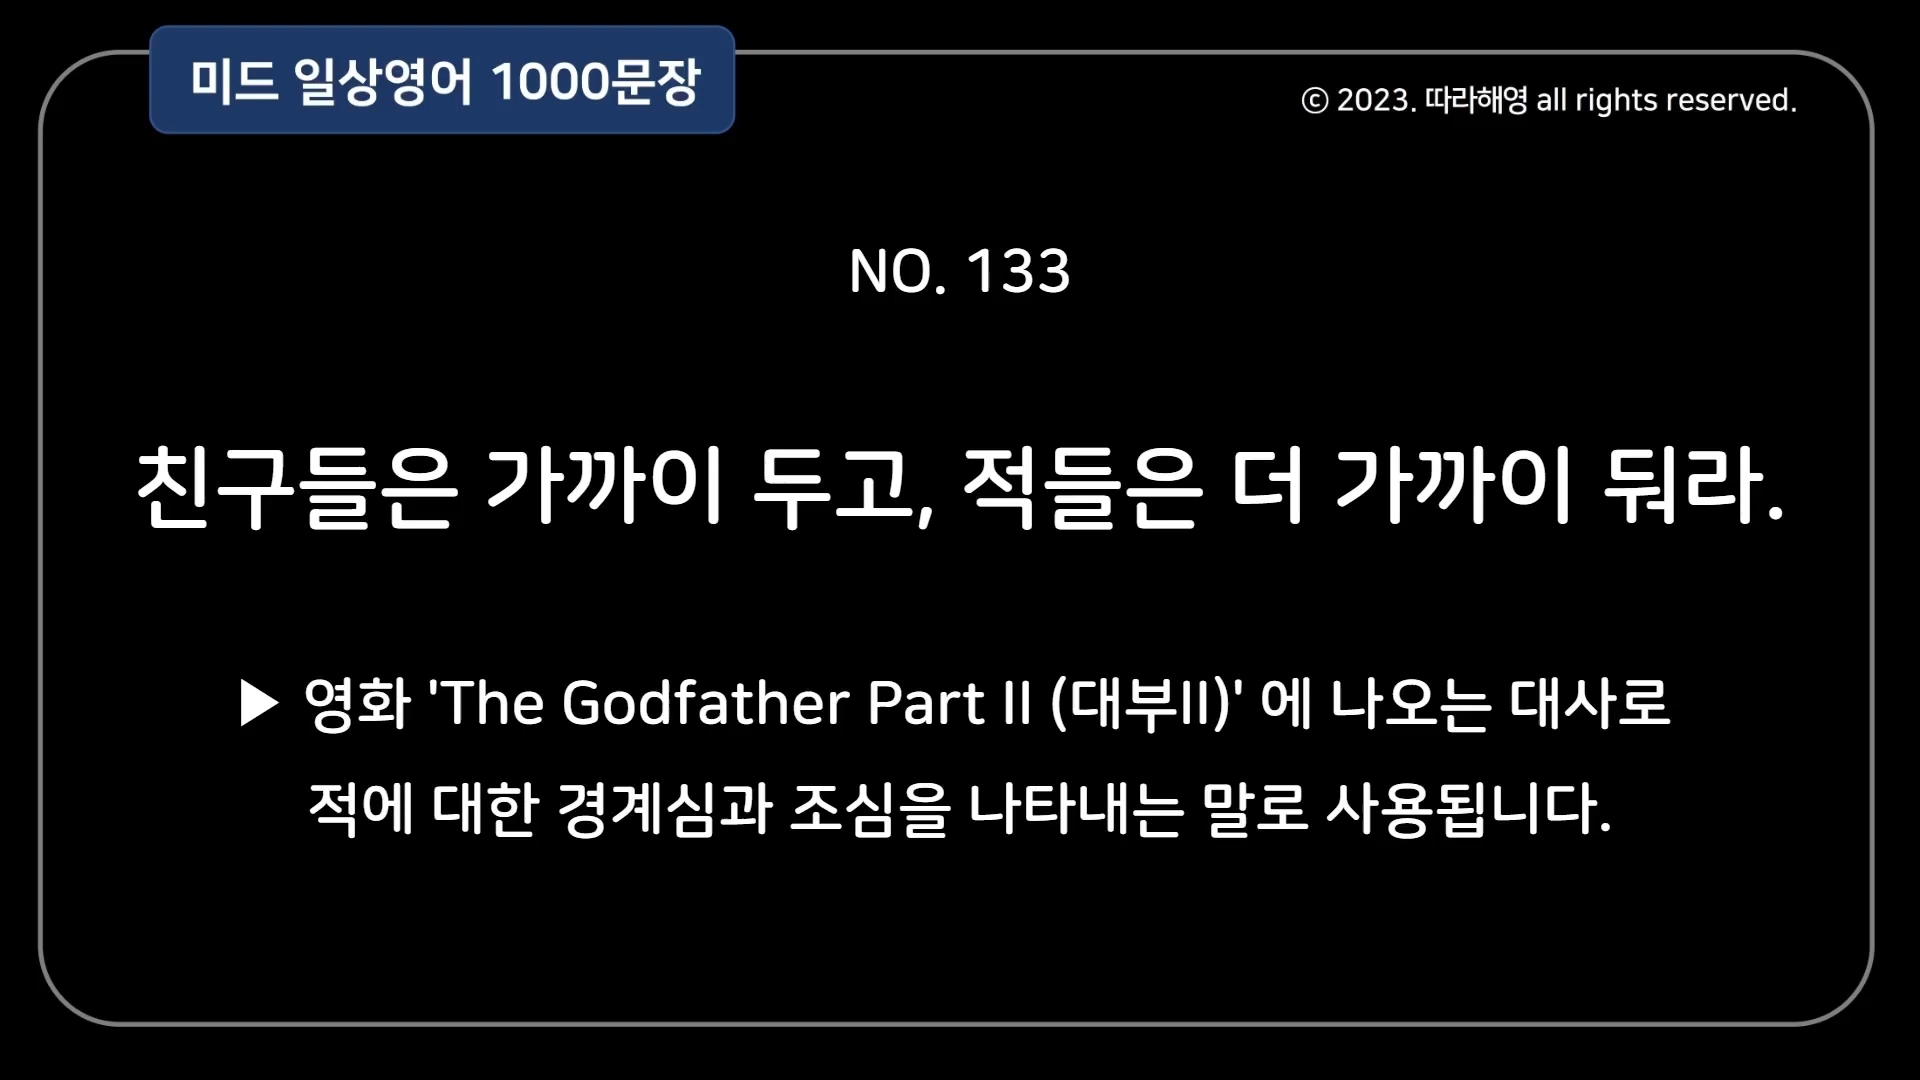 미드 일상영어 1000문장
ⓒ 2023. 따라해영 all rights reserved.
NO. 133
친구들은 가까이 두고, 적들은 더 가까이 둬라.
▶ 영화 'The Godfather Part II (대부II)' 에 나오는 대사로
적에 대한 경계심과 조심을 나타내는 말로 사용됩니다.